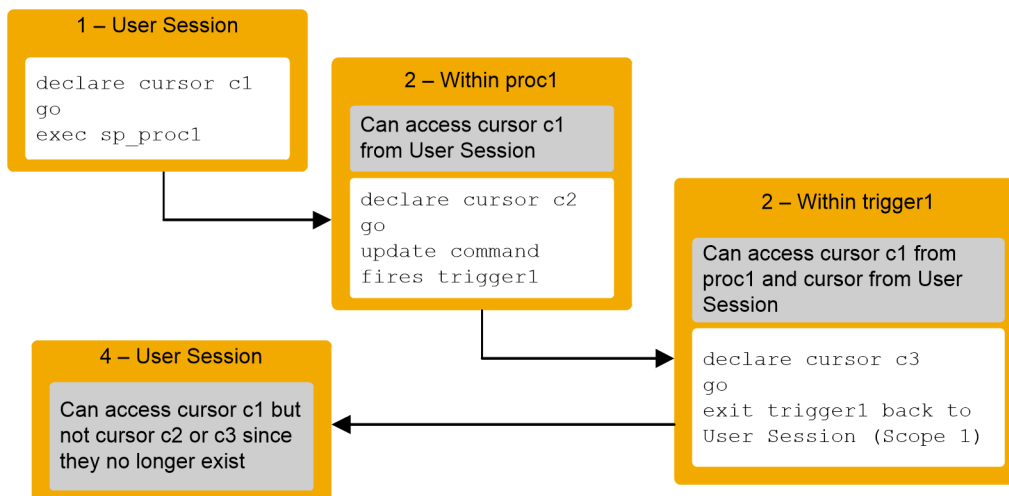 1 – User Session
declare cursor c1
go
exec sp_proc1
2 – Within proc1
Can access cursor c1
from User Session
declare cursor c2
go
update command
fires trigger1
2 – Within trigger1
Can access cursor c1 from
proc1 and cursor from User
Session
declare cursor c3
go
exit trigger1 back to
User Session (Scope 1)
4 – User Session
Can access cursor c1 but
not cursor c2 or c3 since
they no longer exist